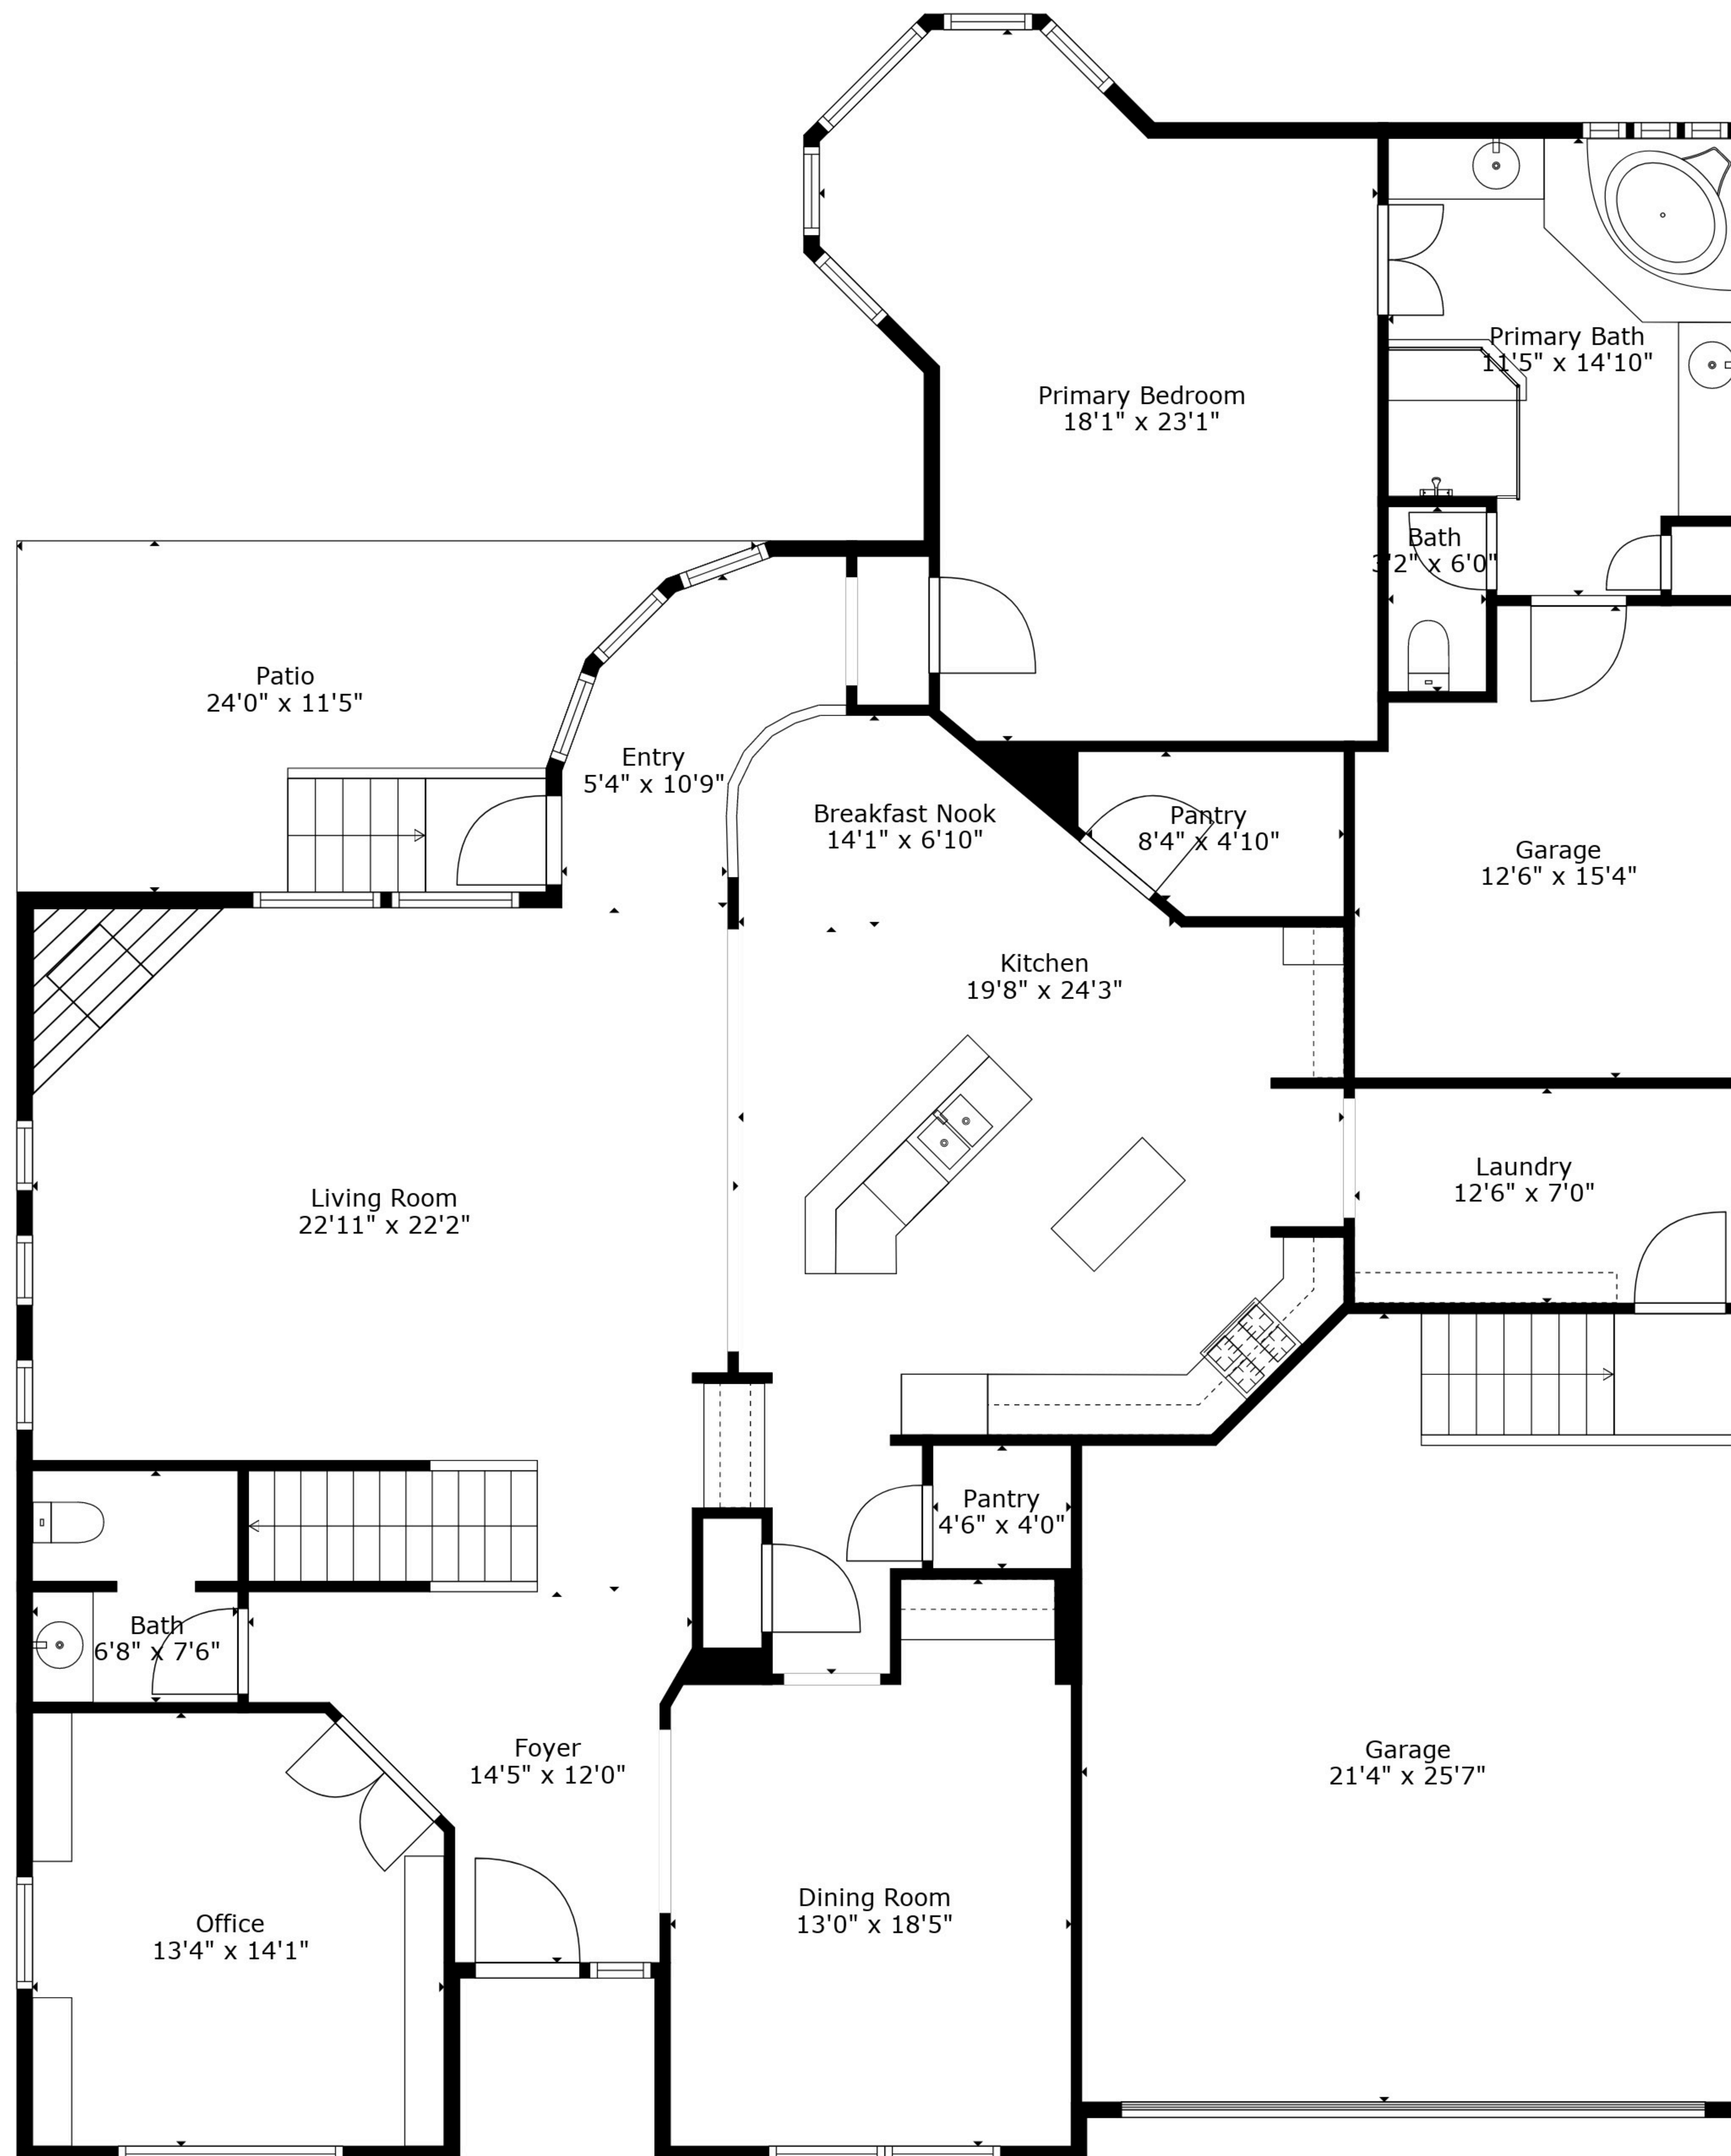 Primary Bath
11'5" x 14'10"
Primary Bedroom
18'1" x 23'1"
Bath
3'2" x 6'0"
Patio
24'0" x 11'5"
Entry
5'4" x 10'9"
Breakfast Nook
14'1" x 6'10"
Pantry
8'4" x 4'10"
Garage
12'6" x 15'4"
Kitchen
19'8" x 24'3"
Living Room
22'11" x 22'2"
Laundry
12'6" x 7'0"
Pantry
4'6" x 4'0"
Bath
6'8" x 7'6"
Foyer
14'5" x 12'0"
Garage
21'4" x 25'7"
Dining Room
13'0" x 18'5"
Office
13'4" x 14'1"